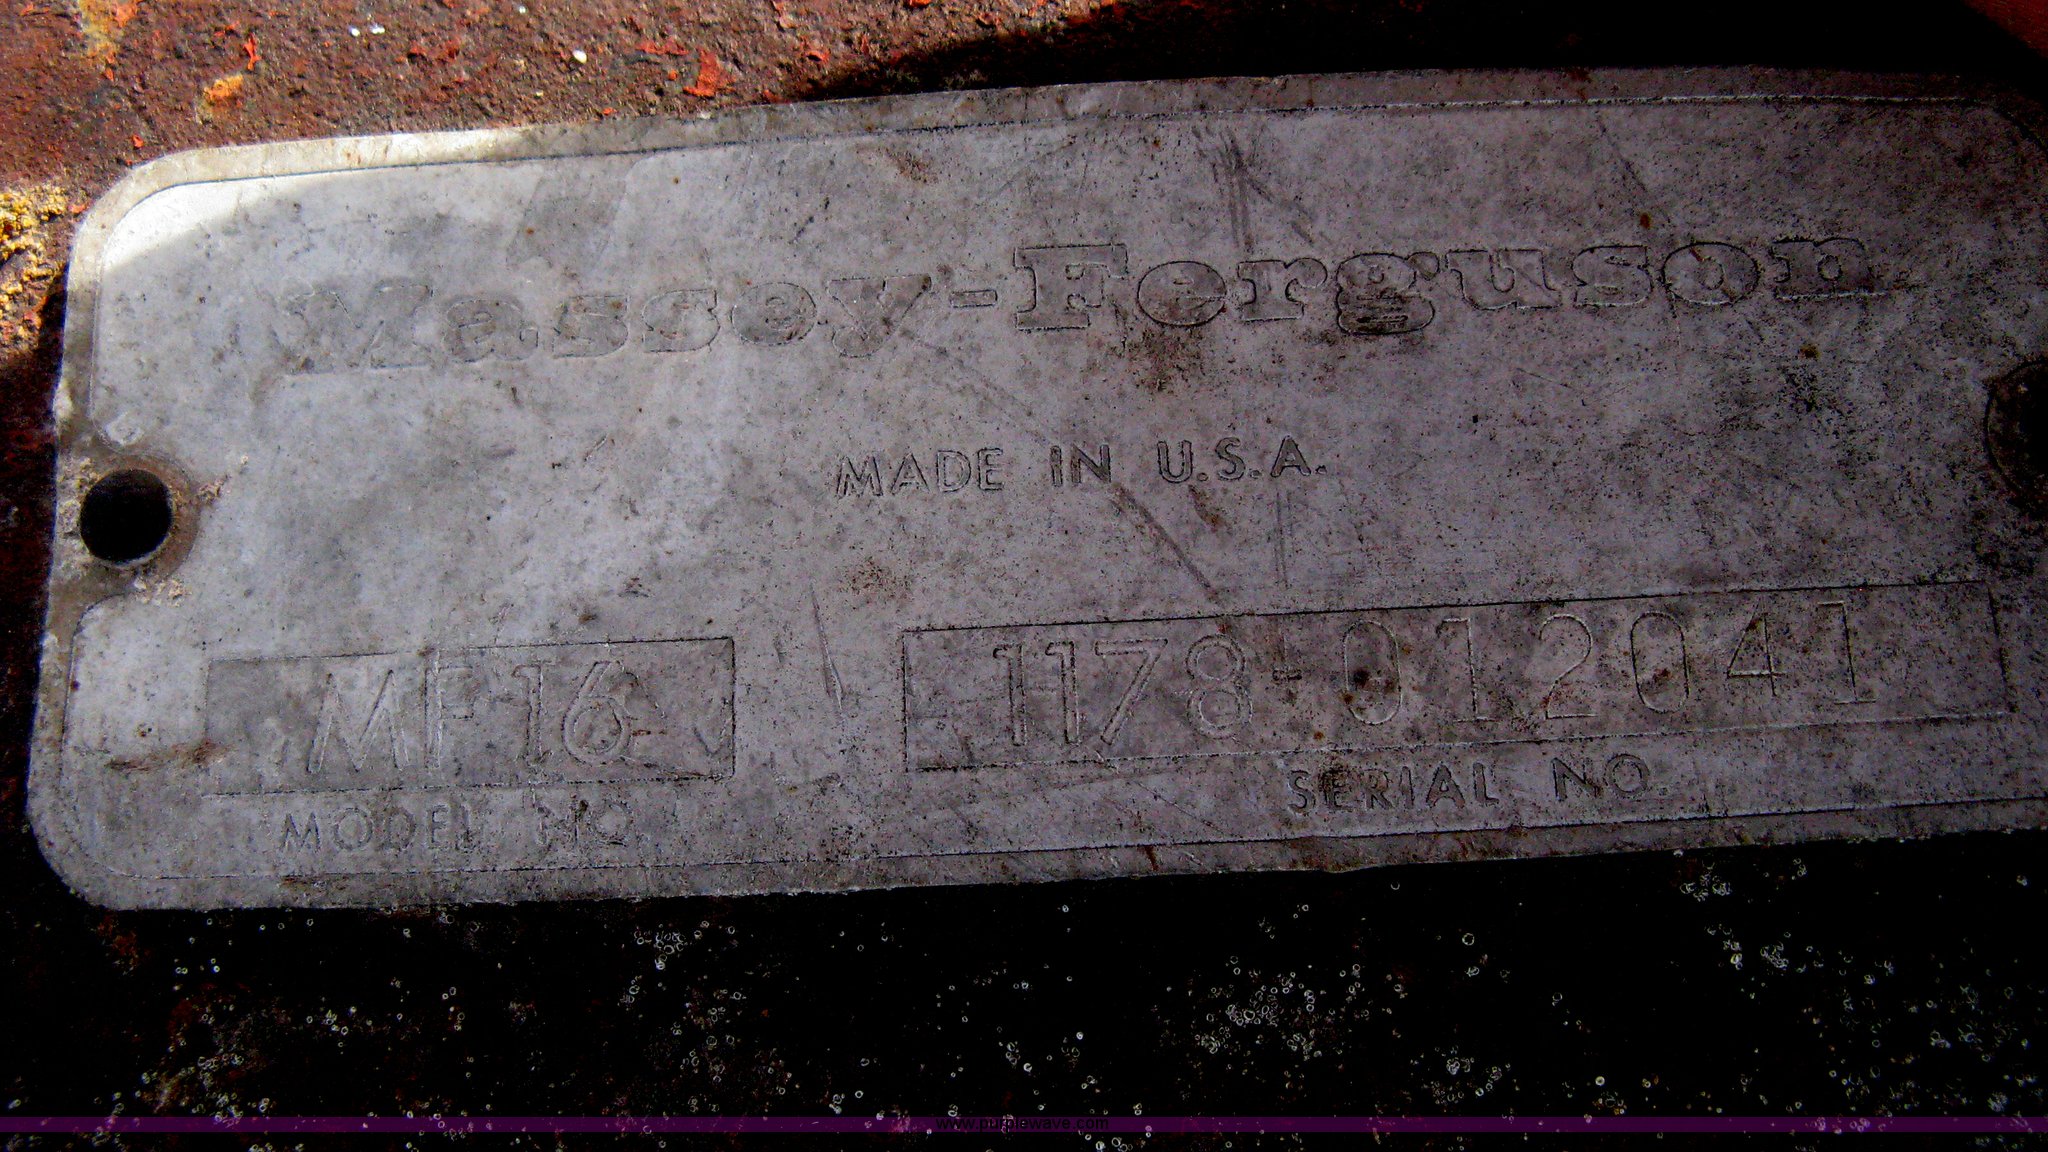 Massey-Ferguson
MADE IN U.S.A.
MF16 1178-012041
MODEL NO. SERIAL NO.
www.purplewave.com